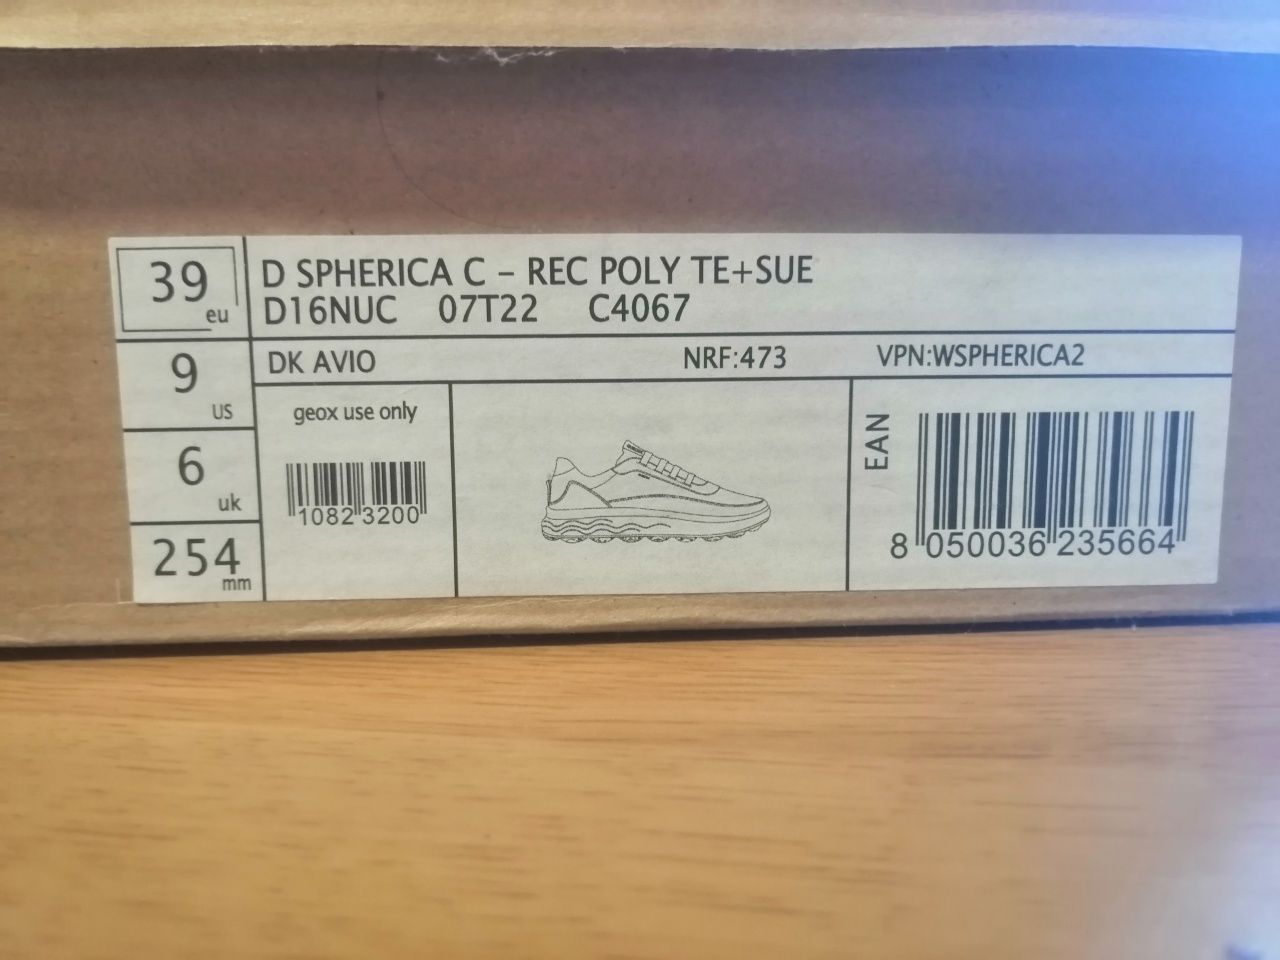 39 eu
D SPHERICA C – REC POLY TE+SUE
D16NUC 07T22 C4067
9 US
DK AVIO NRF:473 VPN:WSPHERICA2
6 uk
254 mm
geox use only
1082 3200
EAN
8 050036 235664